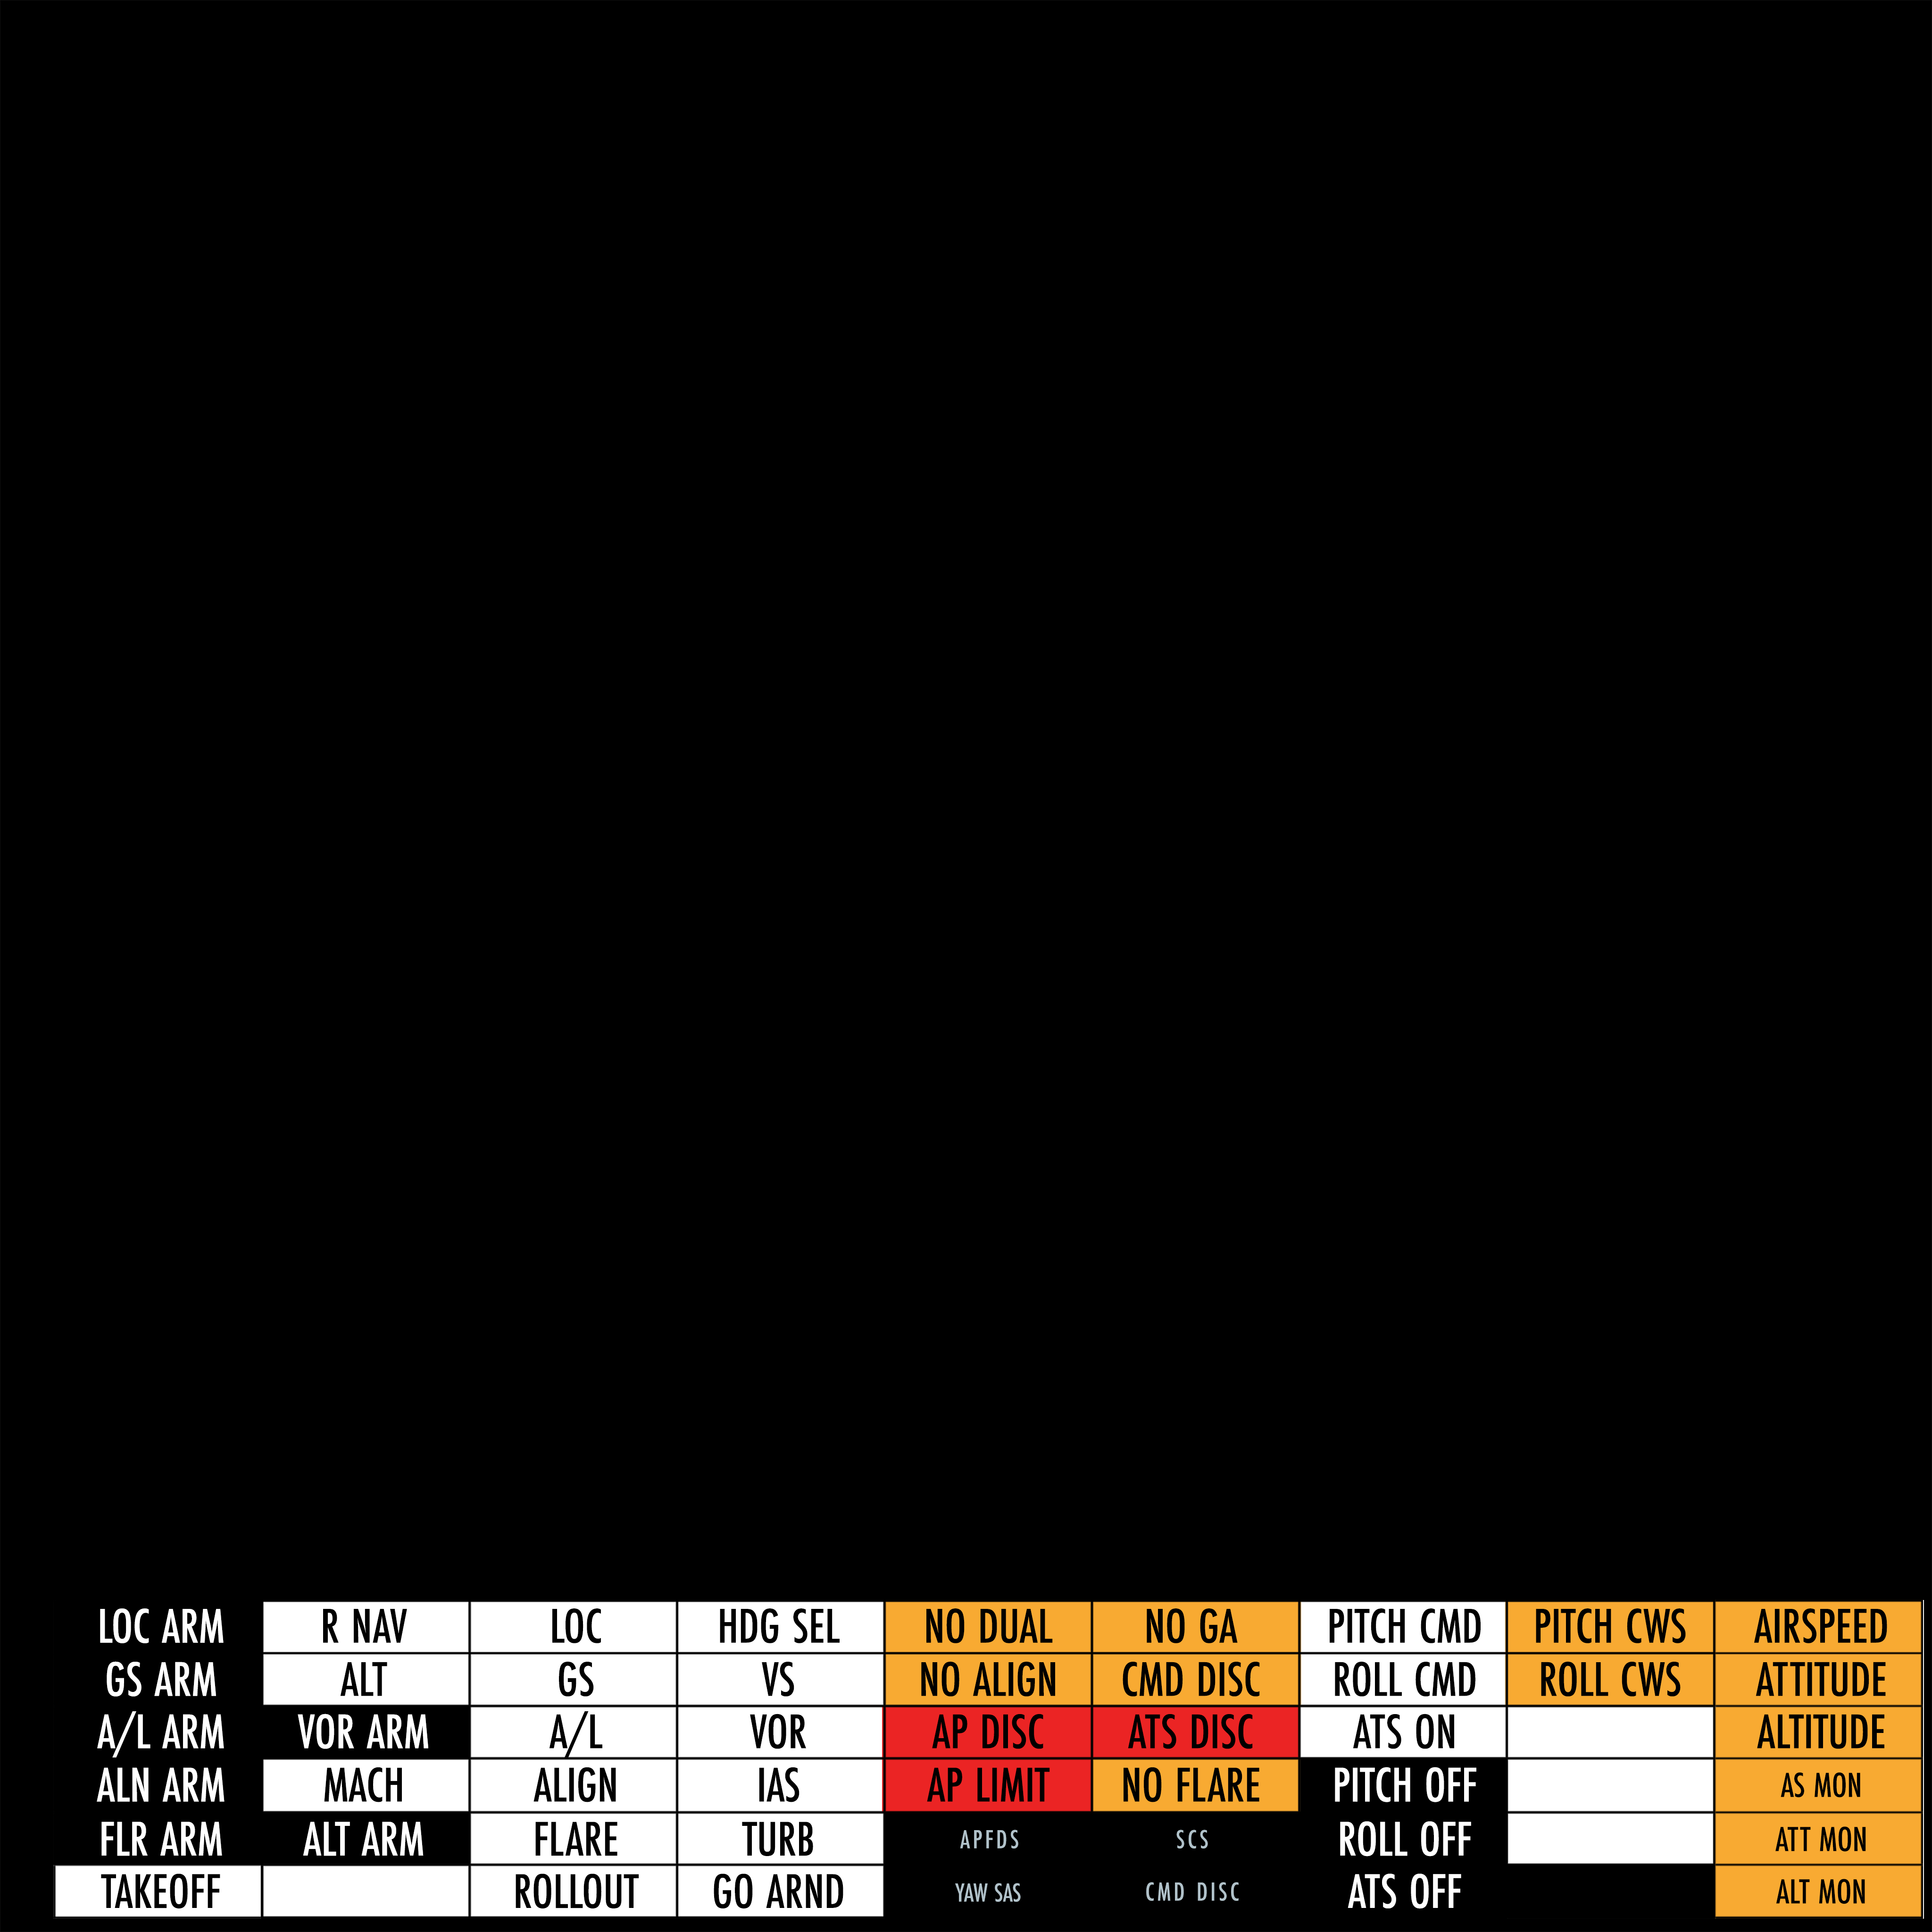 LOC ARM R NAV LOC HDG SEL NO DUAL NO GA PITCH CMD PITCH CWS AIRSPEED
GS ARM ALT GS VS NO ALIGN CMD DISC ROLL CMD ROLL CWS ATTITUDE
A/L ARM VOR ARM A/L VOR AP DISC ATS DISC ATS ON ALTITUDE
ALN ARM MACH ALIGN IAS AP LIMIT NO FLARE PITCH OFF AS MON
FLR ARM ALT ARM FLARE TURB APFDS SCS ROLL OFF ATT MON
TAKEOFF ROLLOUT GO ARND YAW SAS CMD DISC ATS OFF ALT MON